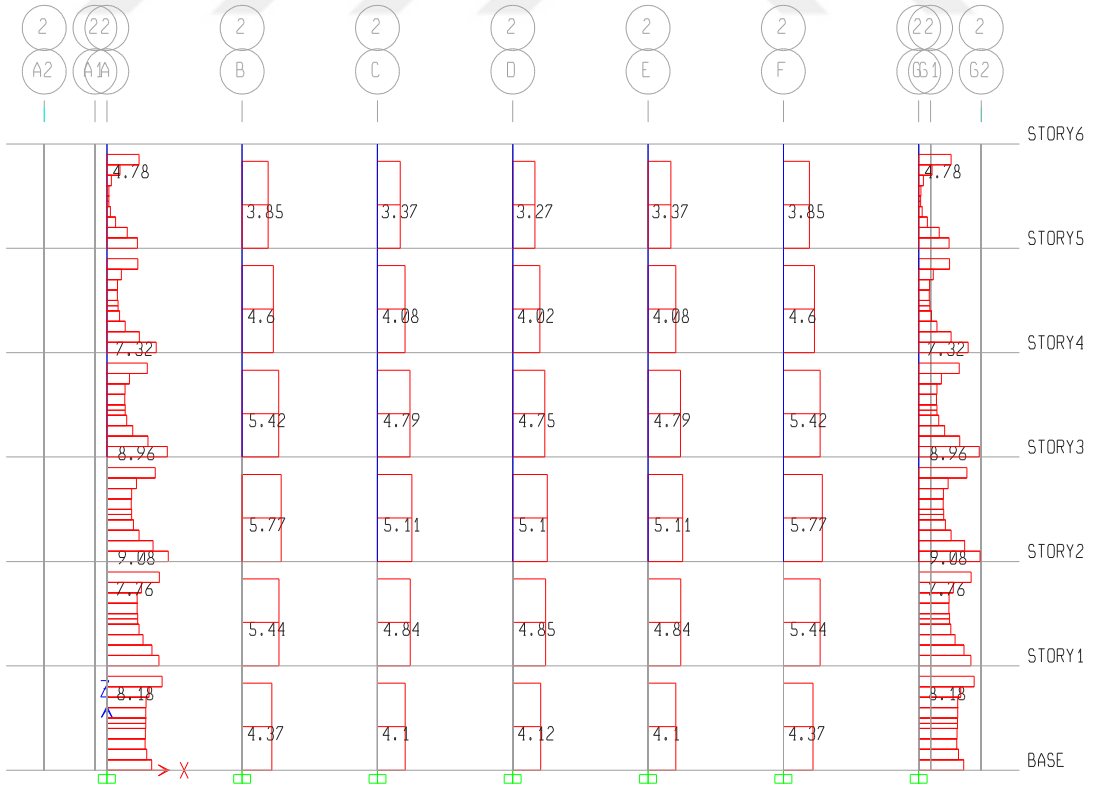 2 2 2 2 2 2 2 2 2 2 2
A2 A1 A B C D E F G G1 G2
STORY6
4.78 4.78
3.85 3.37 3.27 3.37 3.85
STORY5
4.6 4.08 4.02 4.08 4.6
STORY4
7.32 7.32
5.42 4.79 4.75 4.79 5.42
STORY3
8.96 8.96
5.77 5.11 5.1 5.11 5.77
STORY2
9.08 9.08
7.76 7.76
5.44 4.84 4.85 4.84 5.44
STORY1
Z 8.18 8.18
4.37 4.1 4.12 4.1 4.37
X BASE